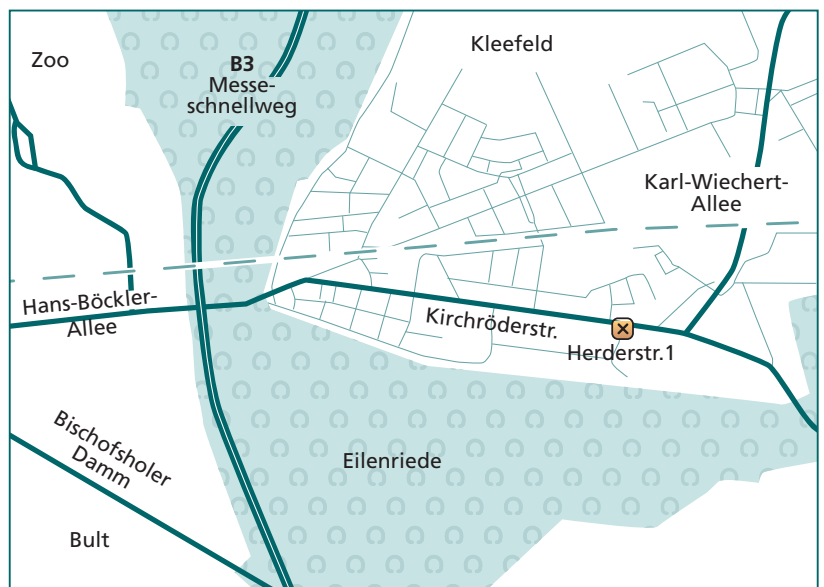 Zoo
B3
Messe-
schnellweg
Kleefeld
Karl-Wiechert-
Allee
Hans-Böckler-
Allee
Kirchröderstr.
Herderstr.1
Bischofsholer
Damm
Eilenriede
Bult